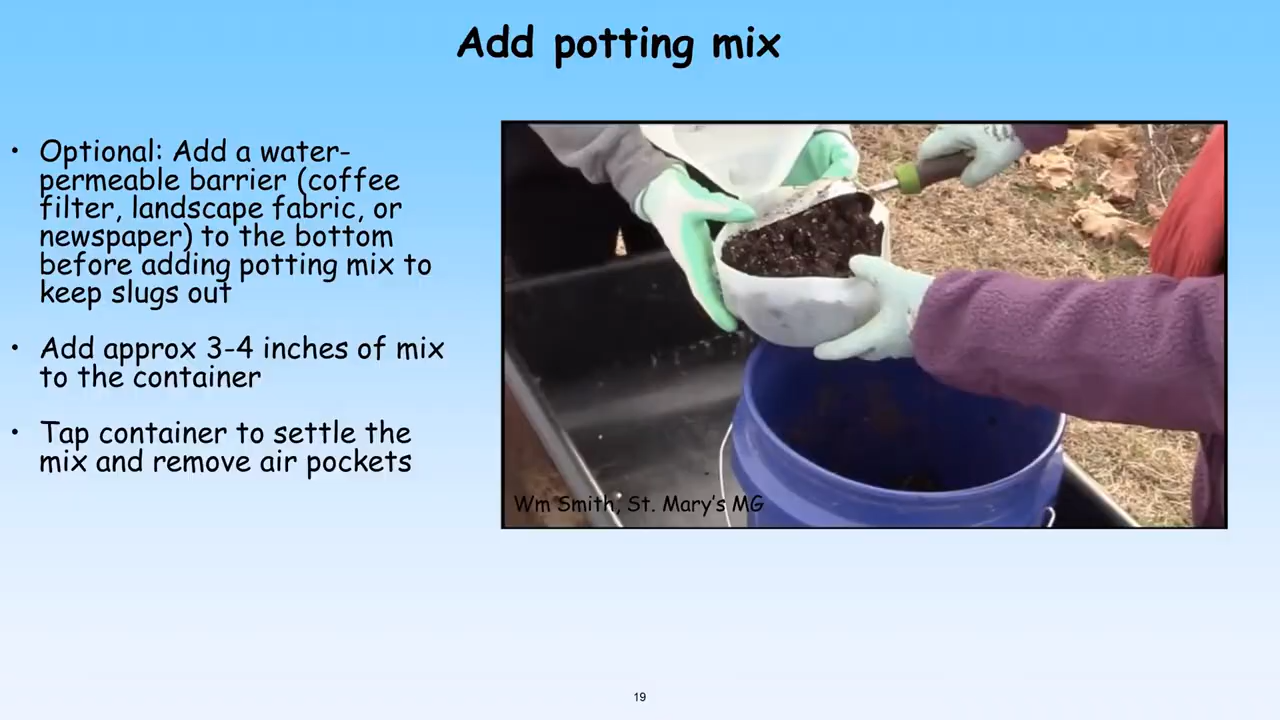 Add potting mix
• Optional: Add a water-
permeable barrier (coffee
filter, landscape fabric, or
newspaper) to the bottom
before adding potting mix to
keep slugs out
• Add approx 3-4 inches of mix
to the container
• Tap container to settle the
mix and remove air pockets
Wm Smith, St. Mary's MG
19